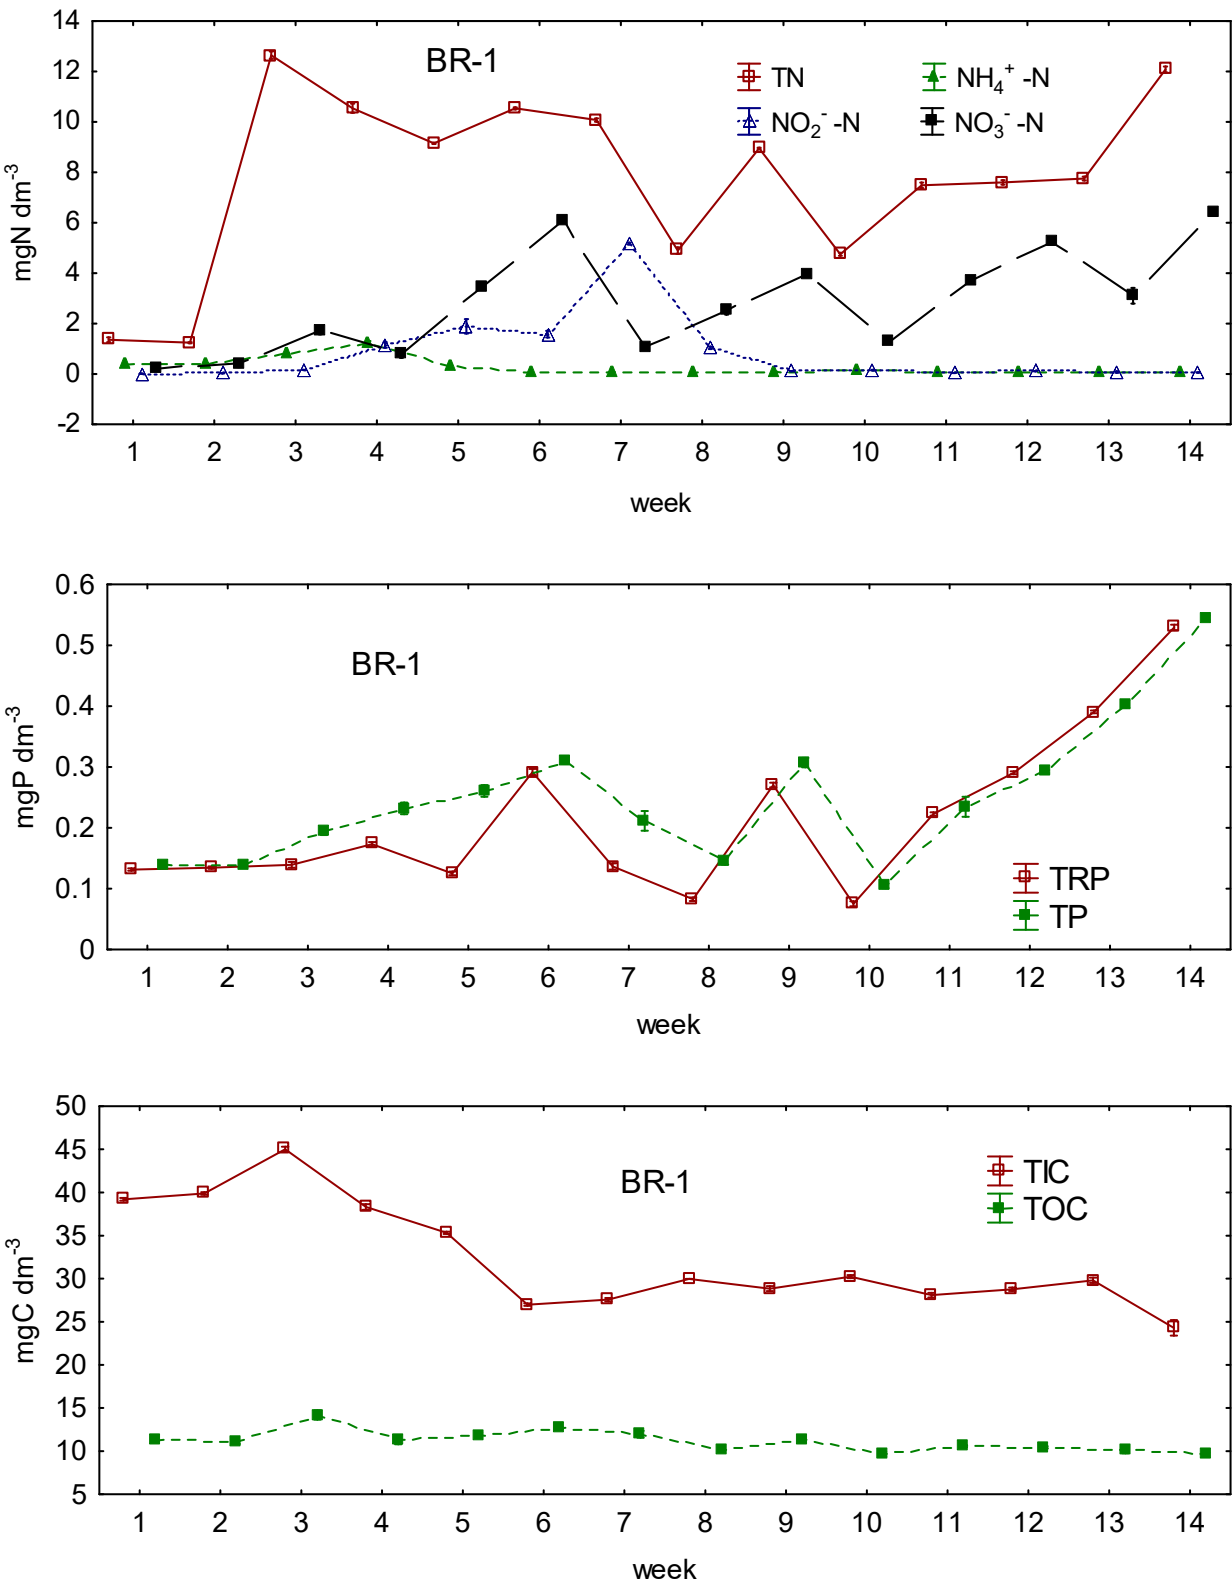 14
12
10
8
6
4
2
0
-2
mgN dm⁻³
BR-1
TN
NH₄⁺ -N
NO₂⁻ -N
NO₃⁻ -N
1 2 3 4 5 6 7 8 9 10 11 12 13 14
week
0.6
0.5
0.4
0.3
0.2
0.1
0
mgP dm⁻³
BR-1
TRP
TP
1 2 3 4 5 6 7 8 9 10 11 12 13 14
week
50
45
40
35
30
25
20
15
10
5
mgC dm⁻³
BR-1
TIC
TOC
1 2 3 4 5 6 7 8 9 10 11 12 13 14
week